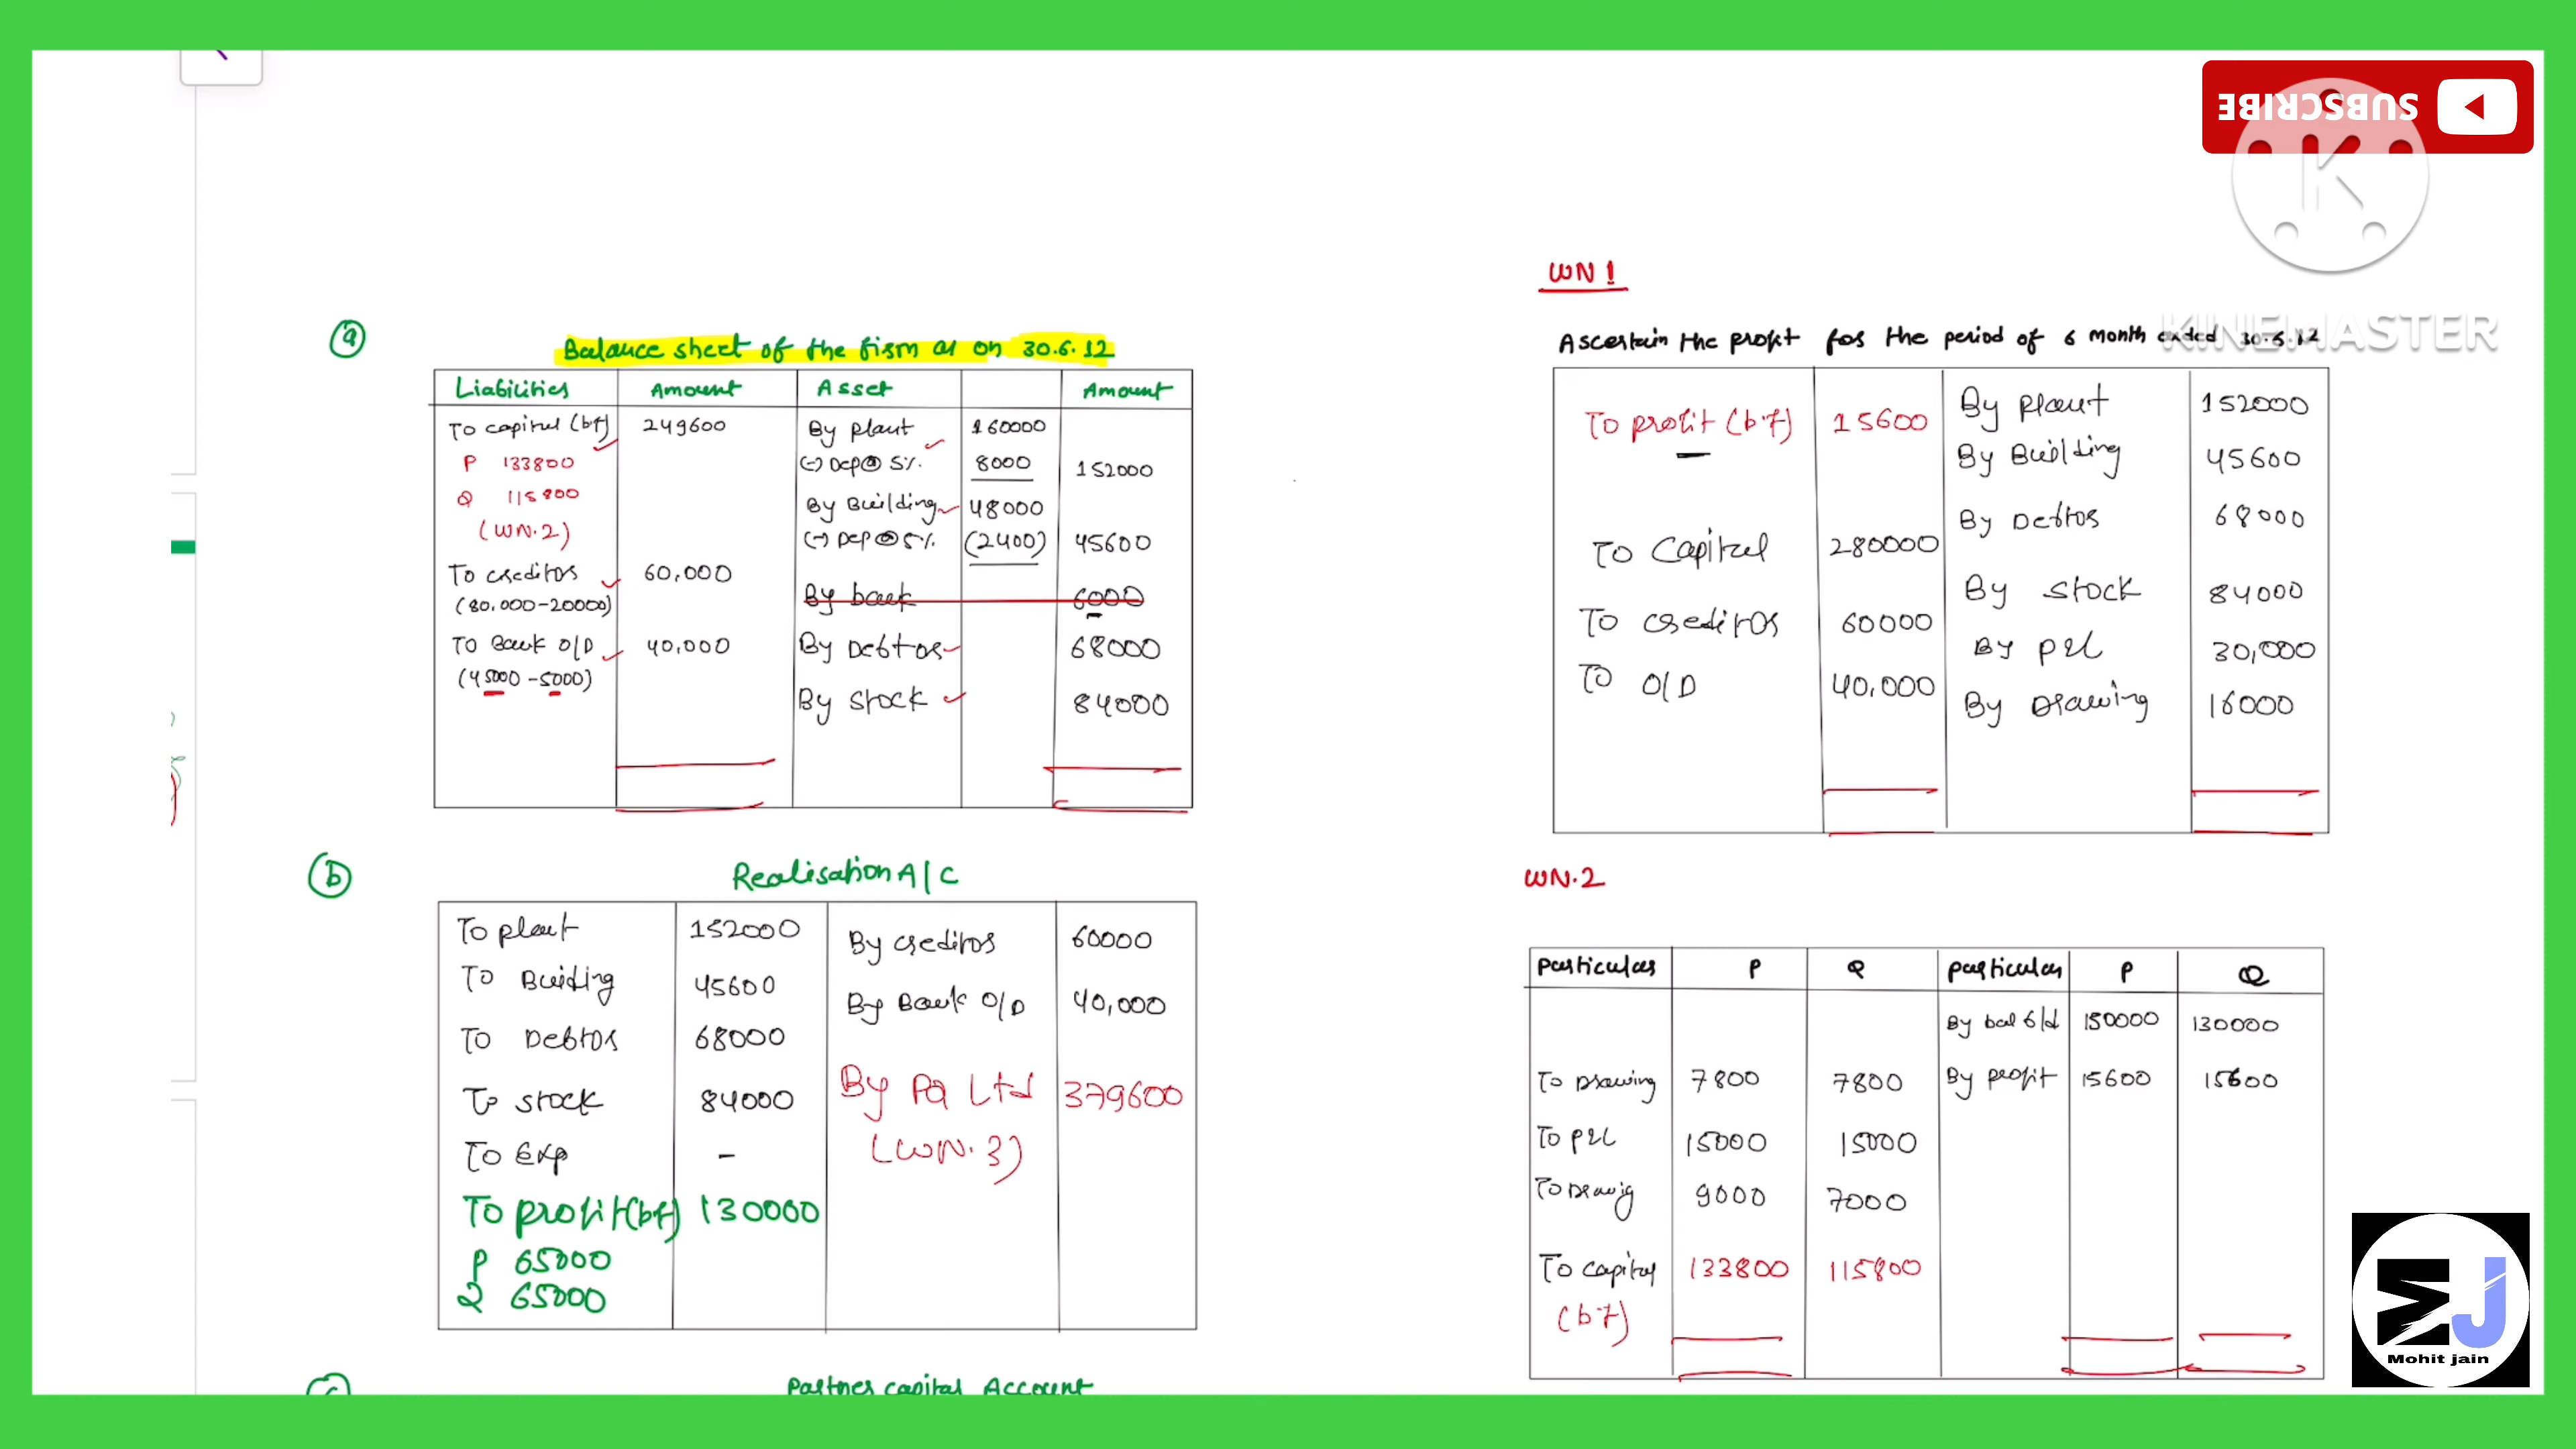 SUBSCRIBE
KINEMASTER
WN 1
(a)
Balance sheet of the firm as on 30.6.12
Liabilities Amount Asset Amount
To capital (bf) 249600 By plant 160000
P 133800 (-) Dep @ 5% 8000 152000
Q 115800 By Building 48000
(WN.2) (-) Dep @ 5% (2400) 45600
To creditors 60,000 By bank 6000
(80,000-20000)
To Bank O/D 40,000 By Debtors 68000
(45000-5000)
By stock 84000
Ascertain the profit for the period of 6 month ended 30.6.12
To profit (b.f) 15600 By plant 152000
By Building 45600
By Debtors 68000
To Capital 280000
By stock 84000
To creditors 60000
By P&L 30,000
To O/D 40,000
By Drawing 16000
(b)
Realisation A/C
To plant 152000 By creditors 60000
To Building 45600 By Bank O/D 40,000
To Debtors 68000
To stock 84000 By PQ Ltd 379600
To Exp - (WN.3)
To profit (bf) 130000
P 65000
Q 65000
WN.2
Particulars P Q particulars P Q
By bal b/d 150000 130000
To Drawing 7800 7800 By profit 15600 15600
To P&L 15000 15000
To Drawig 9000 7000
To capital 133800 115800
(bf)
Partner capital Account
MJ
Mohit jain